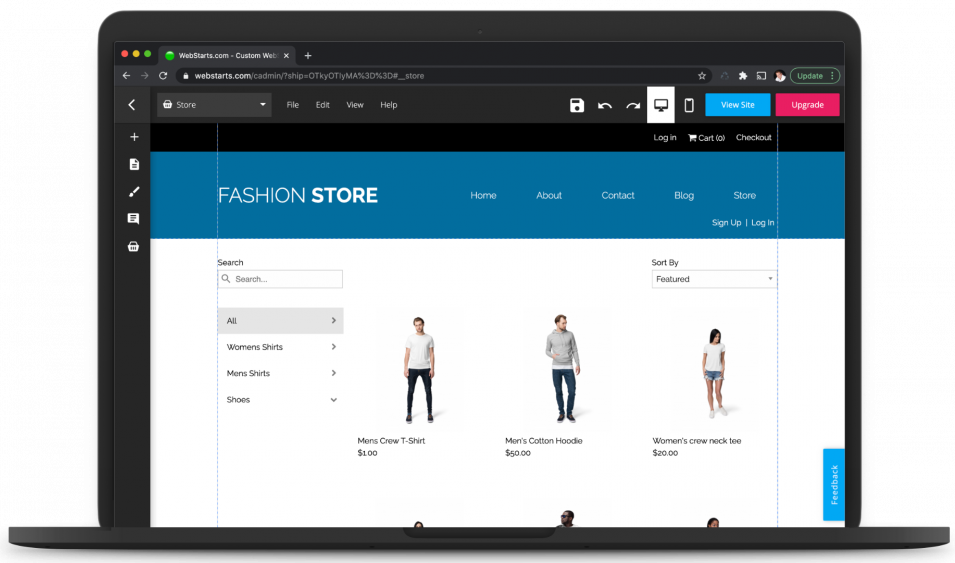 WebStarts.com – Custom Web
webstarts.com/cadmin/?ship=OTkyOTIyMA%3D%3D#__store
Update
Store
File Edit View Help
View Site
Upgrade
Log in Cart (0) Checkout
FASHION STORE
Home About Contact Blog Store
Sign Up | Log In
Search
Sort By
Search...
Featured
All
Womens Shirts
Mens Shirts
Shoes
Mens Crew T-Shirt
$1.00
Men's Cotton Hoodie
$50.00
Women's crew neck tee
$20.00
Feedback